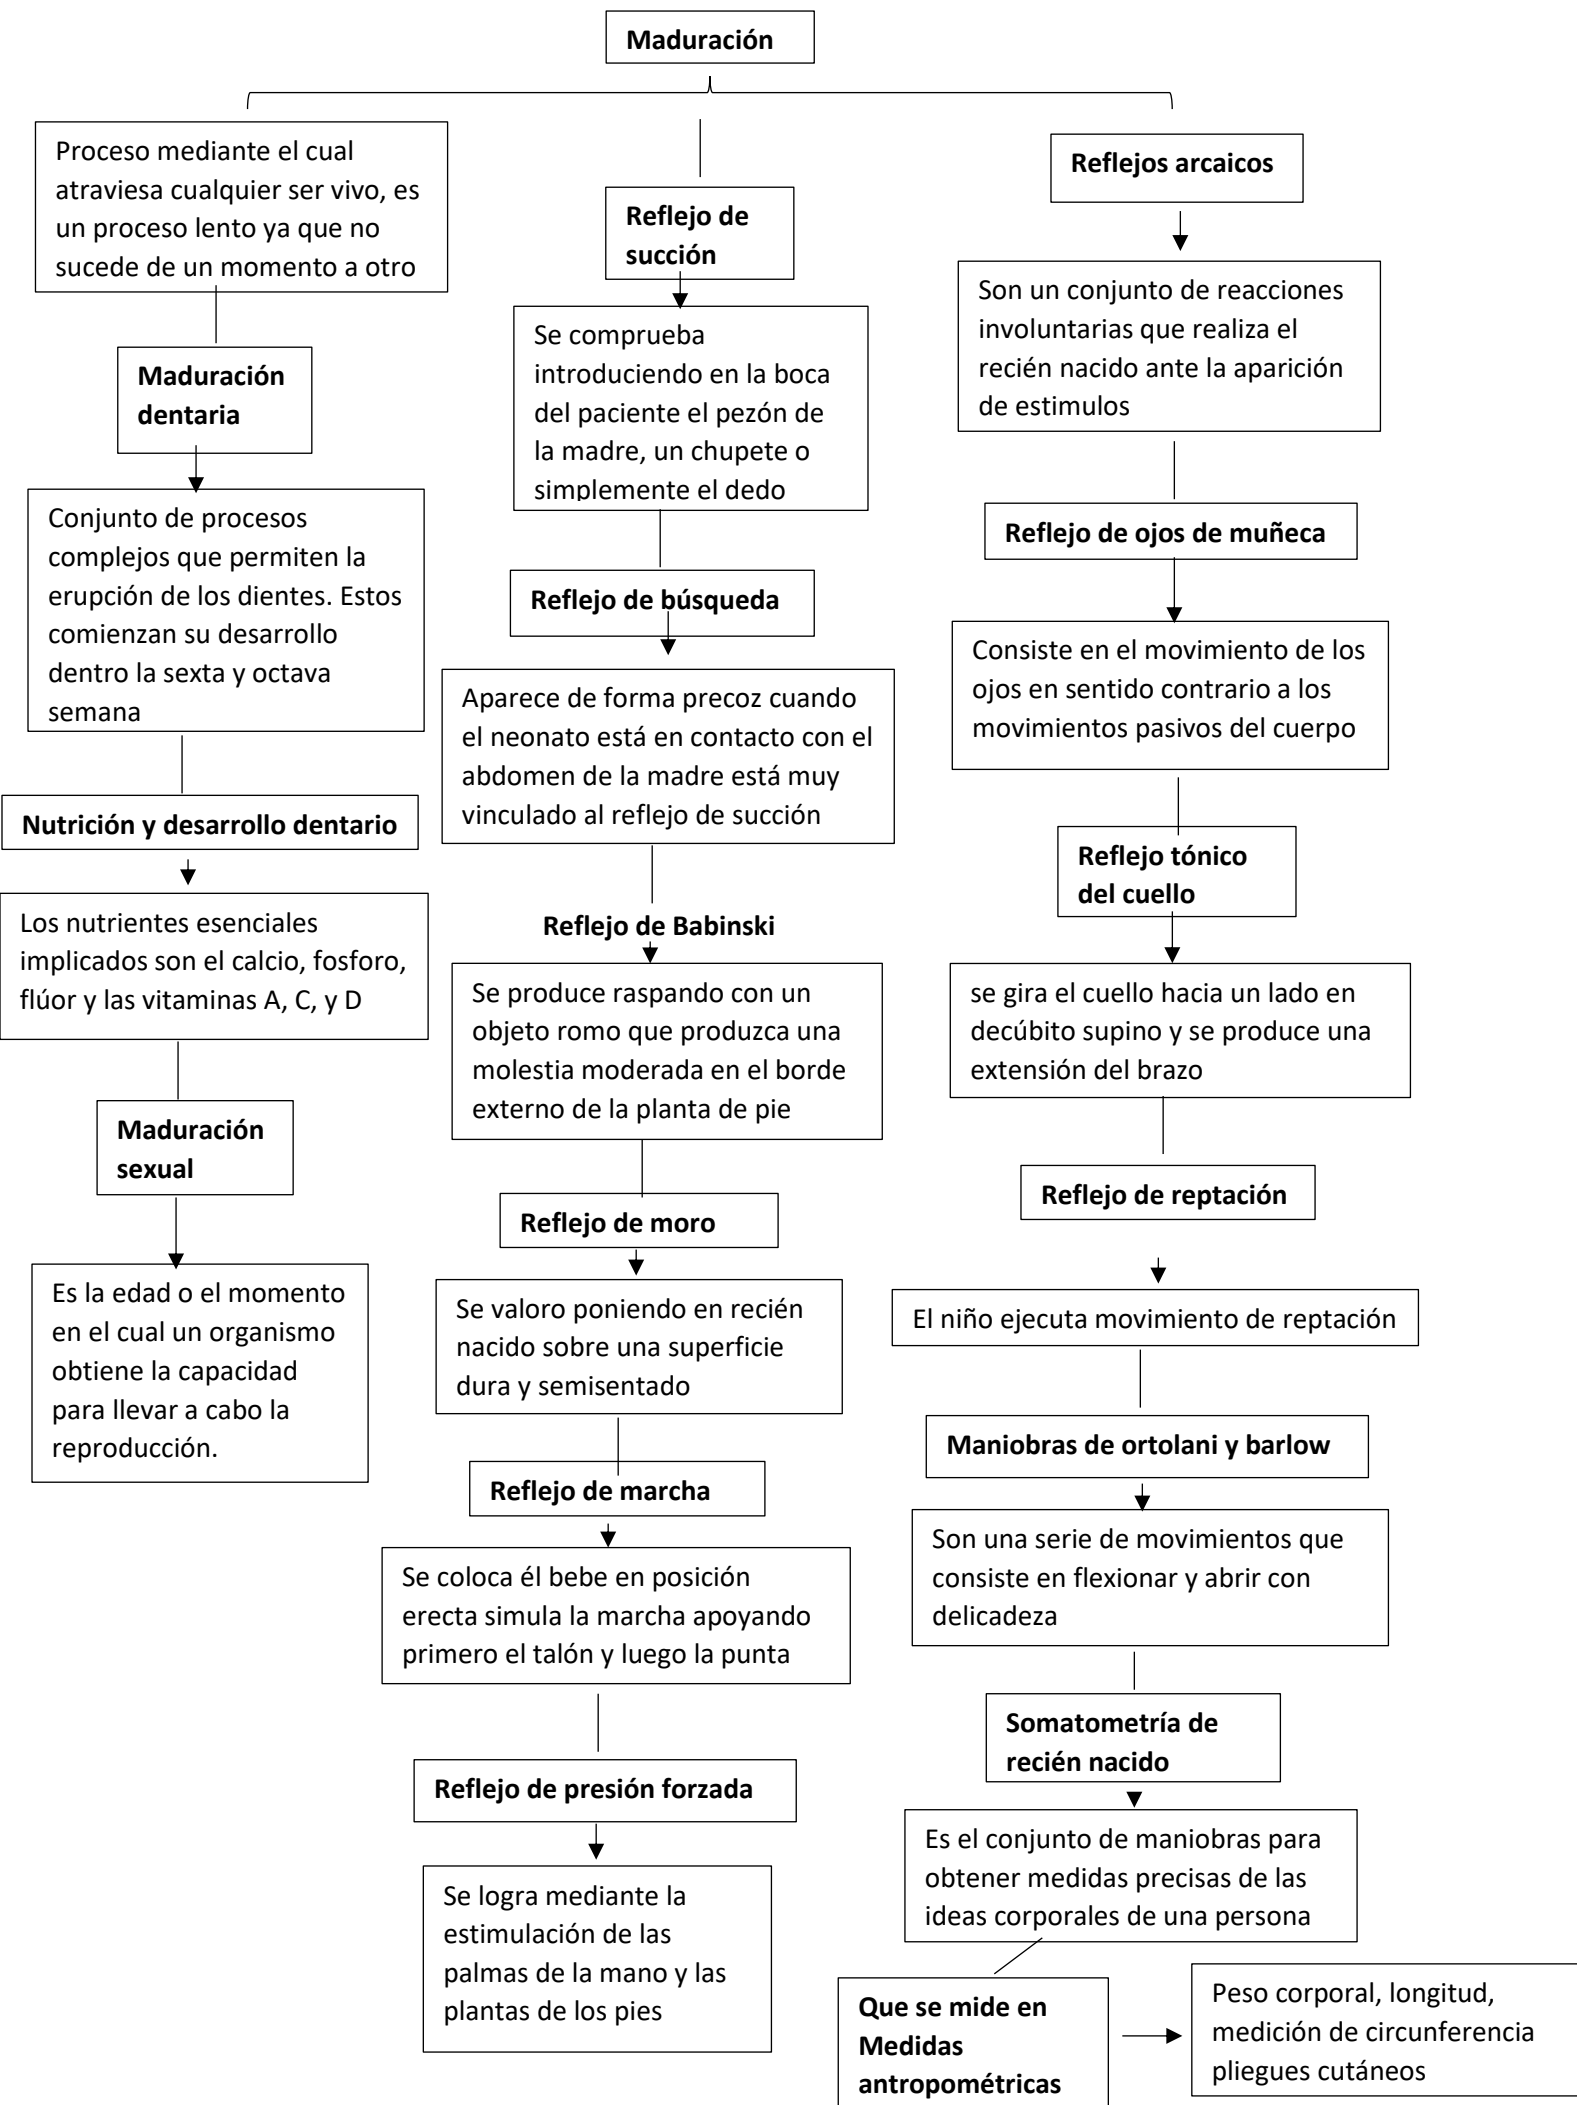 Maduración
Proceso mediante el cual
atraviesa cualquier ser vivo, es
un proceso lento ya que no
sucede de un momento a otro
Maduración
dentaria
Conjunto de procesos
complejos que permiten la
erupción de los dientes. Estos
comienzan su desarrollo
dentro la sexta y octava
semana
Nutrición y desarrollo dentario
Los nutrientes esenciales
implicados son el calcio, fosforo,
flúor y las vitaminas A, C, y D
Maduración
sexual
Es la edad o el momento
en el cual un organismo
obtiene la capacidad
para llevar a cabo la
reproducción.
Reflejo de
succión
Se comprueba
introduciendo en la boca
del paciente el pezón de
la madre, un chupete o
simplemente el dedo
Reflejo de búsqueda
Aparece de forma precoz cuando
el neonato está en contacto con el
abdomen de la madre está muy
vinculado al reflejo de succión
Reflejo de Babinski
Se produce raspando con un
objeto romo que produzca una
molestia moderada en el borde
externo de la planta de pie
Reflejo de moro
Se valoro poniendo en recién
nacido sobre una superficie
dura y semisentado
Reflejo de marcha
Se coloca él bebe en posición
erecta simula la marcha apoyando
primero el talón y luego la punta
Reflejo de presión forzada
Se logra mediante la
estimulación de las
palmas de la mano y las
plantas de los pies
Reflejos arcaicos
Son un conjunto de reacciones
involuntarias que realiza el
recién nacido ante la aparición
de estimulos
Reflejo de ojos de muñeca
Consiste en el movimiento de los
ojos en sentido contrario a los
movimientos pasivos del cuerpo
Reflejo tónico
del cuello
se gira el cuello hacia un lado en
decúbito supino y se produce una
extensión del brazo
Reflejo de reptación
El niño ejecuta movimiento de reptación
Maniobras de ortolani y barlow
Son una serie de movimientos que
consiste en flexionar y abrir con
delicadeza
Somatometría de
recién nacido
Es el conjunto de maniobras para
obtener medidas precisas de las
ideas corporales de una persona
Que se mide en
Medidas
antropométricas
Peso corporal, longitud,
medición de circunferencia
pliegues cutáneos